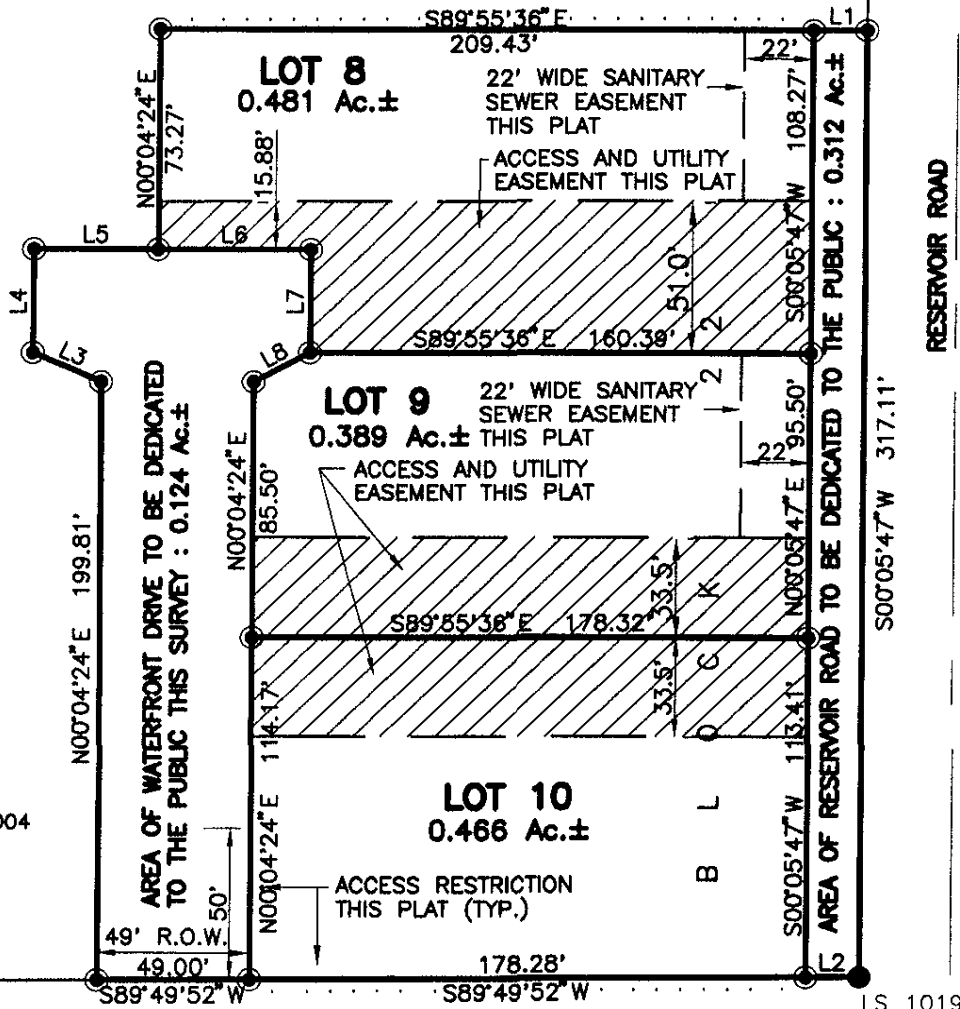 S89°55'36"E
209.43'
L1
22'
LOT 8
0.481 Ac.±
22' WIDE SANITARY
SEWER EASEMENT
THIS PLAT
ACCESS AND UTILITY
EASEMENT THIS PLAT
N00°04'24"E
73.27'
15.88'
108.27'
S00°05'47"W
51.0'
L5
L6
L4
L7
L3
L8
S89°55'36"E 160.39'
LOT 9
0.389 Ac.±
22' WIDE SANITARY
SEWER EASEMENT
THIS PLAT
ACCESS AND UTILITY
EASEMENT THIS PLAT
22'
95.50'
N00°05'47"E
N00°04'24"E
85.50'
33.5'
S89°55'36"E 178.32'
33.5'
BLOCK 22
N00°04'24"E 199.81'
AREA OF WATERFRONT DRIVE TO BE DEDICATED
TO THE PUBLIC THIS SURVEY : 0.124 Ac.±
N00°04'24"E 114.17'
S00°05'47"W 113.41'
AREA OF RESERVOIR ROAD TO BE DEDICATED TO THE PUBLIC : 0.312 Ac.±
S00°05'47"W 317.11'
RESERVOIR ROAD
LOT 10
0.466 Ac.±
004
ACCESS RESTRICTION
THIS PLAT (TYP.)
50'
49' R.O.W.
49.00'
S89°49'52"W
178.28'
S89°49'52"W
L2
LS 1019